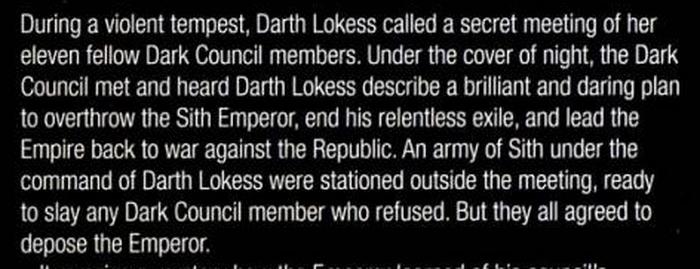 During a violent tempest, Darth Lokess called a secret meeting of her
eleven fellow Dark Council members. Under the cover of night, the Dark
Council met and heard Darth Lokess describe a brilliant and daring plan
to overthrow the Sith Emperor, end his relentless exile, and lead the
Empire back to war against the Republic. An army of Sith under the
command of Darth Lokess were stationed outside the meeting, ready
to slay any Dark Council member who refused. But they all agreed to
depose the Emperor.